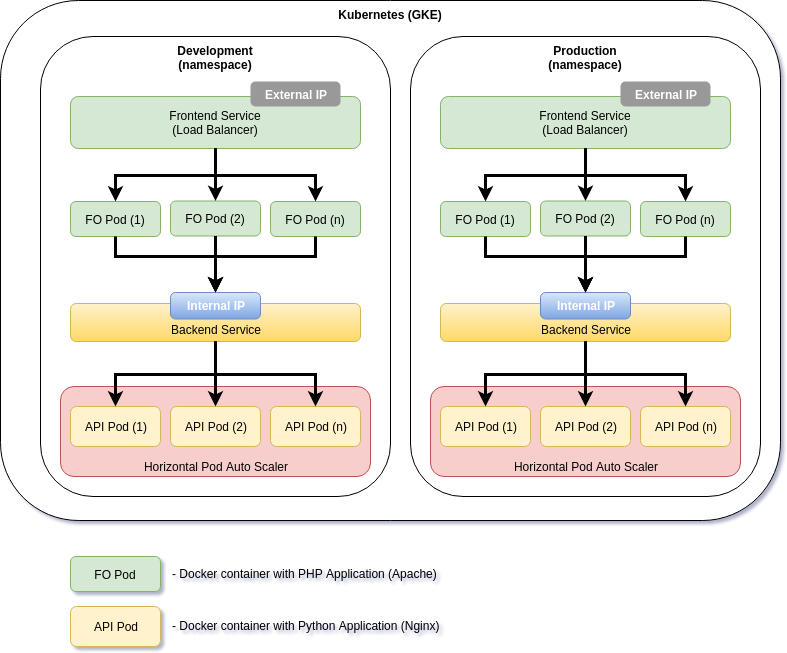 Kubernetes (GKE)
Development
(namespace)
External IP
Frontend Service
(Load Balancer)
FO Pod (1)
FO Pod (2)
FO Pod (n)
Internal IP
Backend Service
API Pod (1)
API Pod (2)
API Pod (n)
Horizontal Pod Auto Scaler
Production
(namespace)
External IP
Frontend Service
(Load Balancer)
FO Pod (1)
FO Pod (2)
FO Pod (n)
Internal IP
Backend Service
API Pod (1)
API Pod (2)
API Pod (n)
Horizontal Pod Auto Scaler
FO Pod - Docker container with PHP Application (Apache)
API Pod - Docker container with Python Application (Nginx)